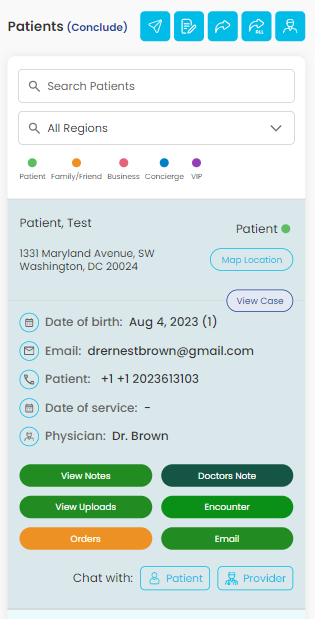 Patients (Conclude)
ALL
Search Patients
All Regions
Patient Family/Friend Business Concierge VIP
Patient, Test
Patient
1331 Maryland Avenue, SW
Washington, DC 20024
Map Location
View Case
Date of birth: Aug 4, 2023 (1)
Email: drernestbrown@gmail.com
Patient: +1 +1 2023613103
Date of service: -
Physician: Dr. Brown
View Notes Doctors Note
View Uploads Encounter
Orders Email
Chat with: Patient Provider